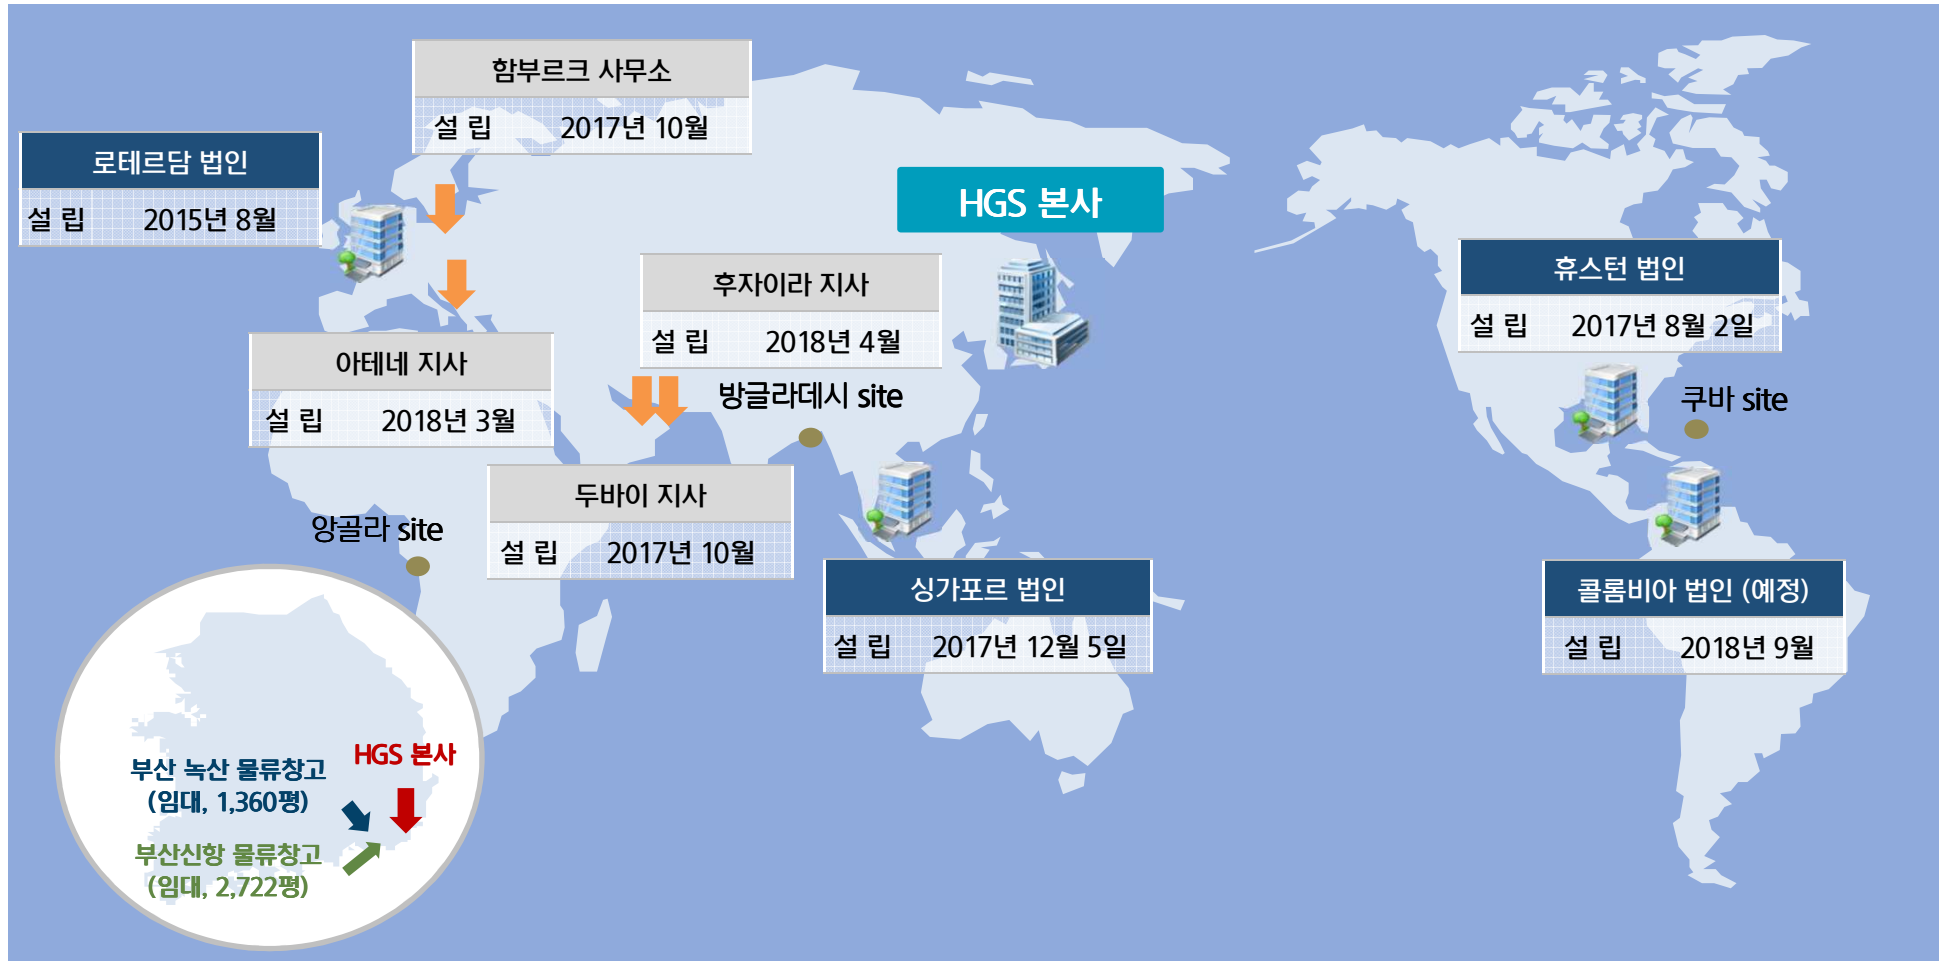 함부르크 사무소
설 립 2017년 10월
로테르담 법인
설 립 2015년 8월
HGS 본사
후자이라 지사
설 립 2018년 4월
휴스턴 법인
설 립 2017년 8월 2일
아테네 지사
설 립 2018년 3월
방글라데시 site
쿠바 site
두바이 지사
설 립 2017년 10월
앙골라 site
싱가포르 법인
설 립 2017년 12월 5일
콜롬비아 법인 (예정)
설 립 2018년 9월
HGS 본사
부산 녹산 물류창고
(임대, 1,360평)
부산신항 물류창고
(임대, 2,722평)